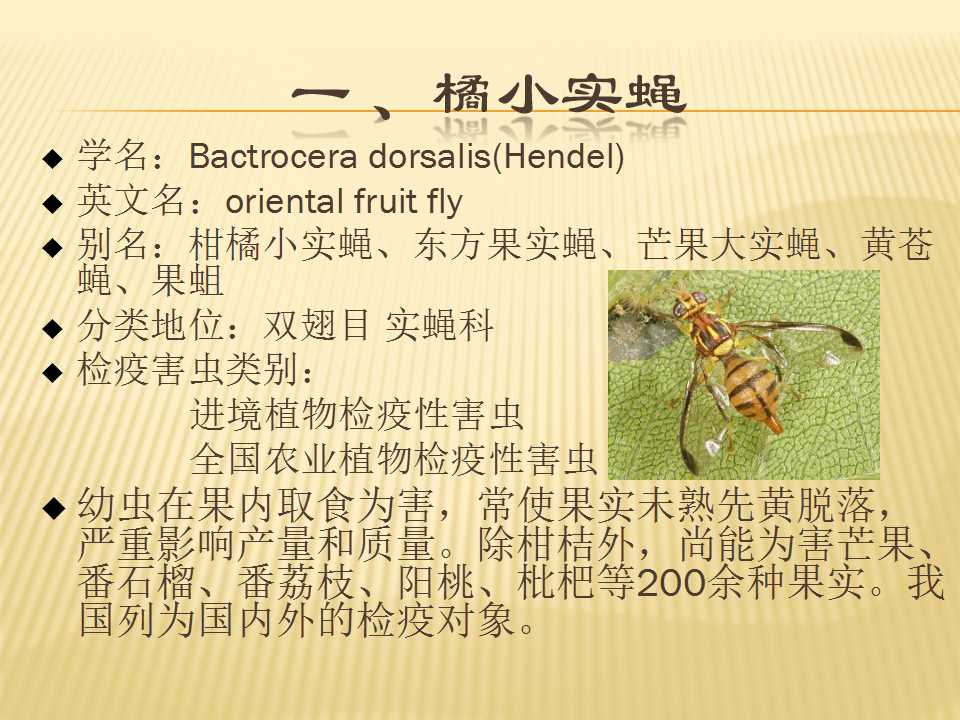 一、橘小实蝇
学名：Bactrocera dorsalis(Hendel)
英文名：oriental fruit fly
别名：柑橘小实蝇、东方果实蝇、芒果大实蝇、黄苍
蝇、果蛆
分类地位：双翅目 实蝇科
检疫害虫类别：
进境植物检疫性害虫
全国农业植物检疫性害虫
幼虫在果内取食为害，常使果实未熟先黄脱落，
严重影响产量和质量。除柑桔外，尚能为害芒果、
番石榴、番荔枝、阳桃、枇杷等200余种果实。我
国列为国内外的检疫对象。